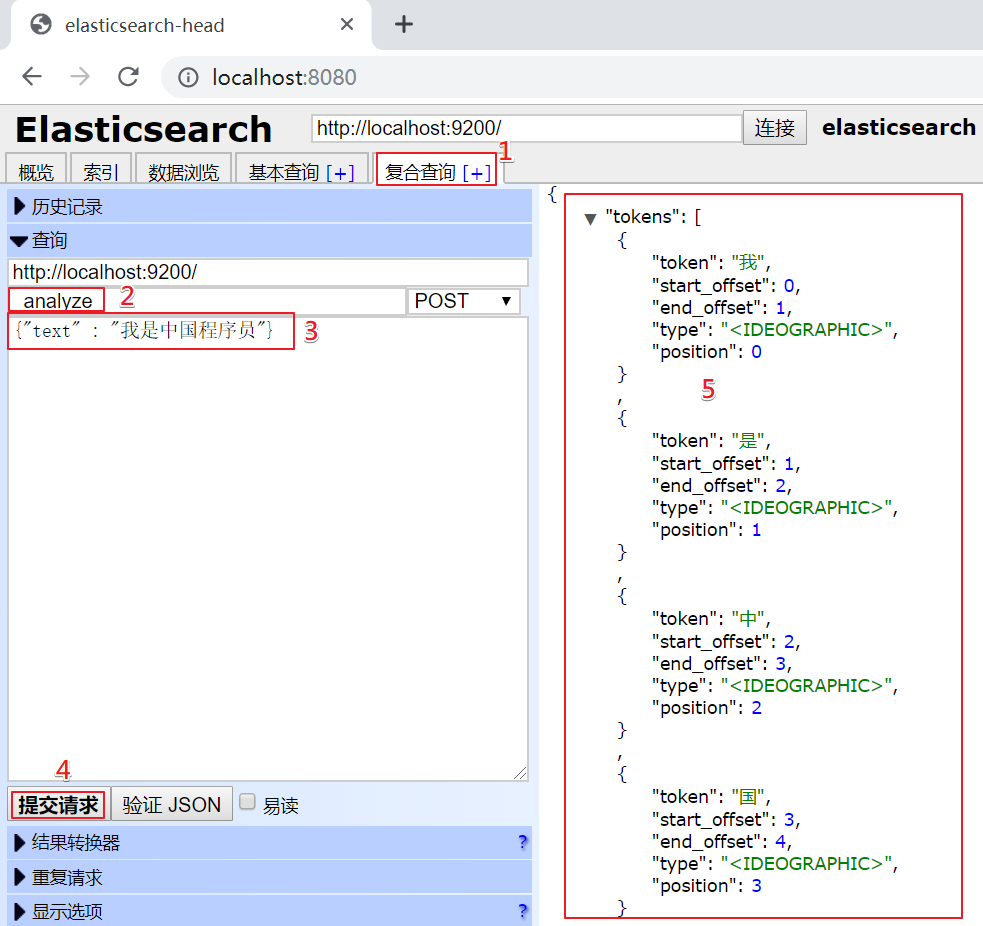 elasticsearch-head
localhost:8080
Elasticsearch
http://localhost:9200/
连接
elasticsearch
概览
索引
数据浏览
基本查询 [+]
复合查询 [+]
1
历史记录
查询
http://localhost:9200/
analyze
2
POST
{"text" : "我是中国程序员"}
3
4
提交请求
验证 JSON
易读
结果转换器 ?
重复请求
显示选项 ?
{
"tokens": [
{
"token": "我",
"start_offset": 0,
"end_offset": 1,
"type": "<IDEOGRAPHIC>",
"position": 0
}
5
,
{
"token": "是",
"start_offset": 1,
"end_offset": 2,
"type": "<IDEOGRAPHIC>",
"position": 1
}
,
{
"token": "中",
"start_offset": 2,
"end_offset": 3,
"type": "<IDEOGRAPHIC>",
"position": 2
}
,
{
"token": "国",
"start_offset": 3,
"end_offset": 4,
"type": "<IDEOGRAPHIC>",
"position": 3
}